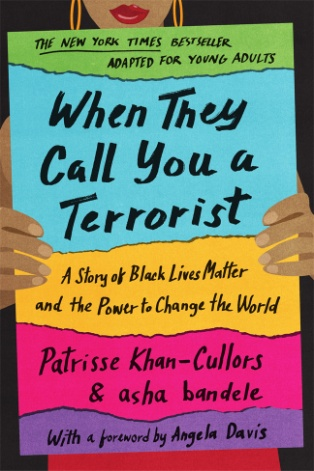 THE NEW YORK TIMES BESTSELLER
ADAPTED FOR YOUNG ADULTS
When They
Call You a
Terrorist
A Story of Black Lives Matter
and the Power to Change the World
Patrisse Khan-Cullors
& asha bandele
With a foreword by Angela Davis